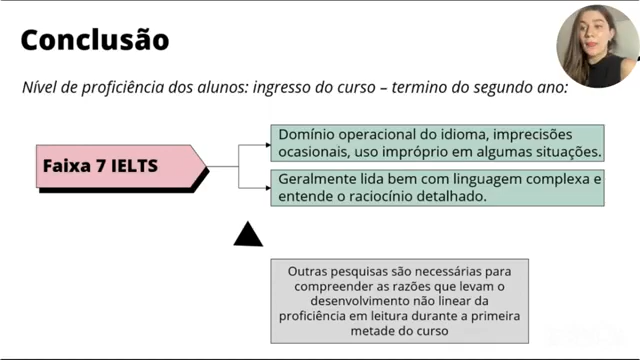 Conclusão
Nível de proficiência dos alunos: ingresso do curso – termino do segundo ano:
Faixa 7 IELTS
Domínio operacional do idioma, imprecisões
ocasionais, uso impróprio em algumas situações.
Geralmente lida bem com linguagem complexa e
entende o raciocínio detalhado.
Outras pesquisas são necessárias para
compreender as razões que levam o
desenvolvimento não linear da
proficiência em leitura durante a primeira
metade do curso